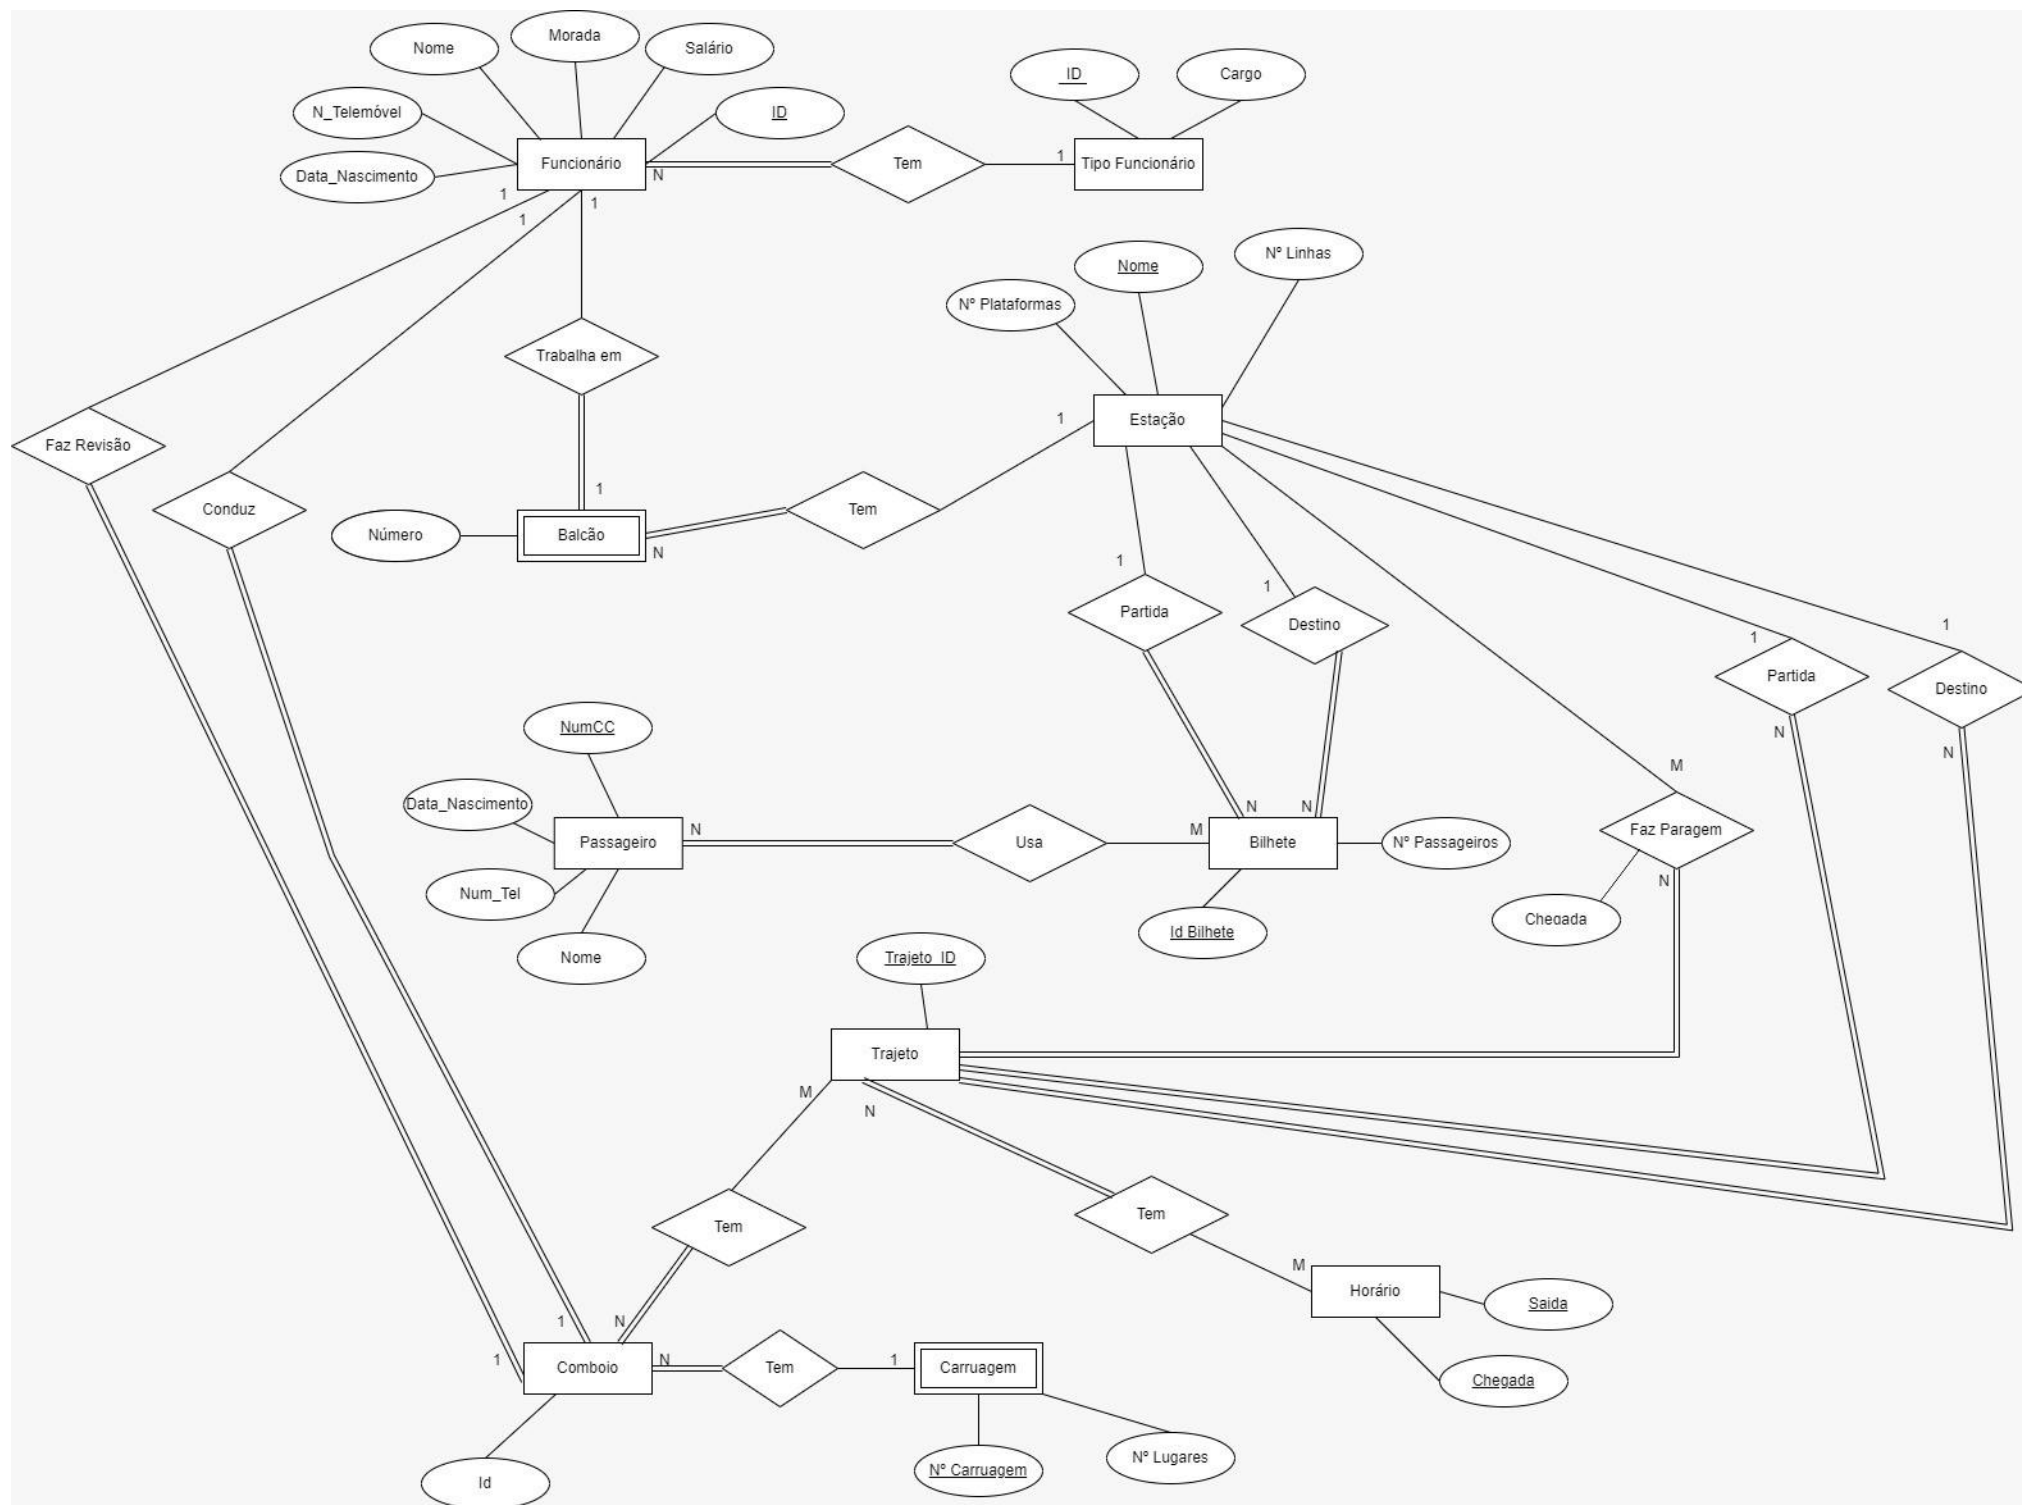 Morada
Nome
Salário
ID
Cargo
N_Telemóvel
ID
Funcionário
Tem
Tipo Funcionário
1
N
Data_Nascimento
1
1
1
Nº Linhas
Nome
Nº Plataformas
Trabalha em
Estação
1
Faz Revisão
1
Conduz
Tem
Número
Balcão
N
1
1
Partida
Destino
1
1
Partida
Destino
NumCC
N
N
M
Data_Nascimento
N
N
N
M
Faz Paragem
Passageiro
Usa
Bilhete
Nº Passageiros
N
Num_Tel
Chegada
Id Bilhete
Nome
Trajeto_ID
Trajeto
M
N
Tem
Tem
M
Horário
Saida
1
N
1
N
1
Comboio
Tem
Carruagem
Chegada
Nº Lugares
Nº Carruagem
Id